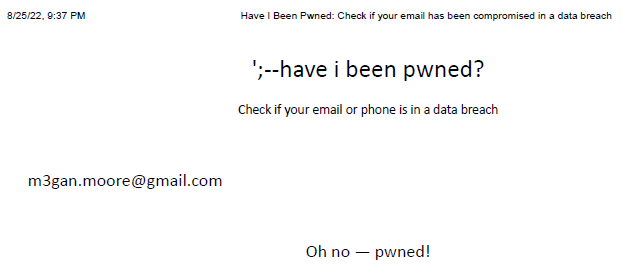 8/25/22, 9:37 PM Have I Been Pwned: Check if your email has been compromised in a data breach
';--have i been pwned?
Check if your email or phone is in a data breach
m3gan.moore@gmail.com
Oh no — pwned!